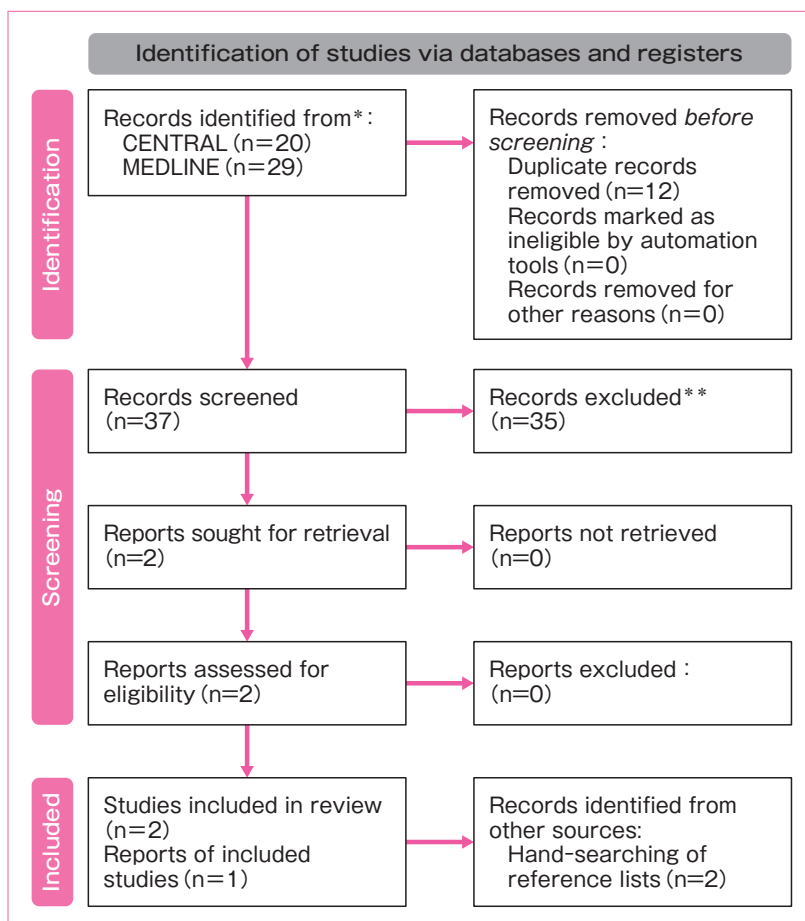 Identification of studies via databases and registers
Identification
Records identified from*：
CENTRAL (n＝20)
MEDLINE (n＝29)
Records removed before
screening：
Duplicate records
removed (n＝12)
Records marked as
ineligible by automation
tools (n＝0)
Records removed for
other reasons (n＝0)
Screening
Records screened
(n=37)
Records excluded**
(n=35)
Reports sought for retrieval
(n=2)
Reports not retrieved
(n=0)
Reports assessed for
eligibility (n=2)
Reports excluded：
(n=0)
Included
Studies included in review
(n=2)
Reports of included
studies (n＝1)
Records identified from
other sources:
Hand-searching of
reference lists (n=2)